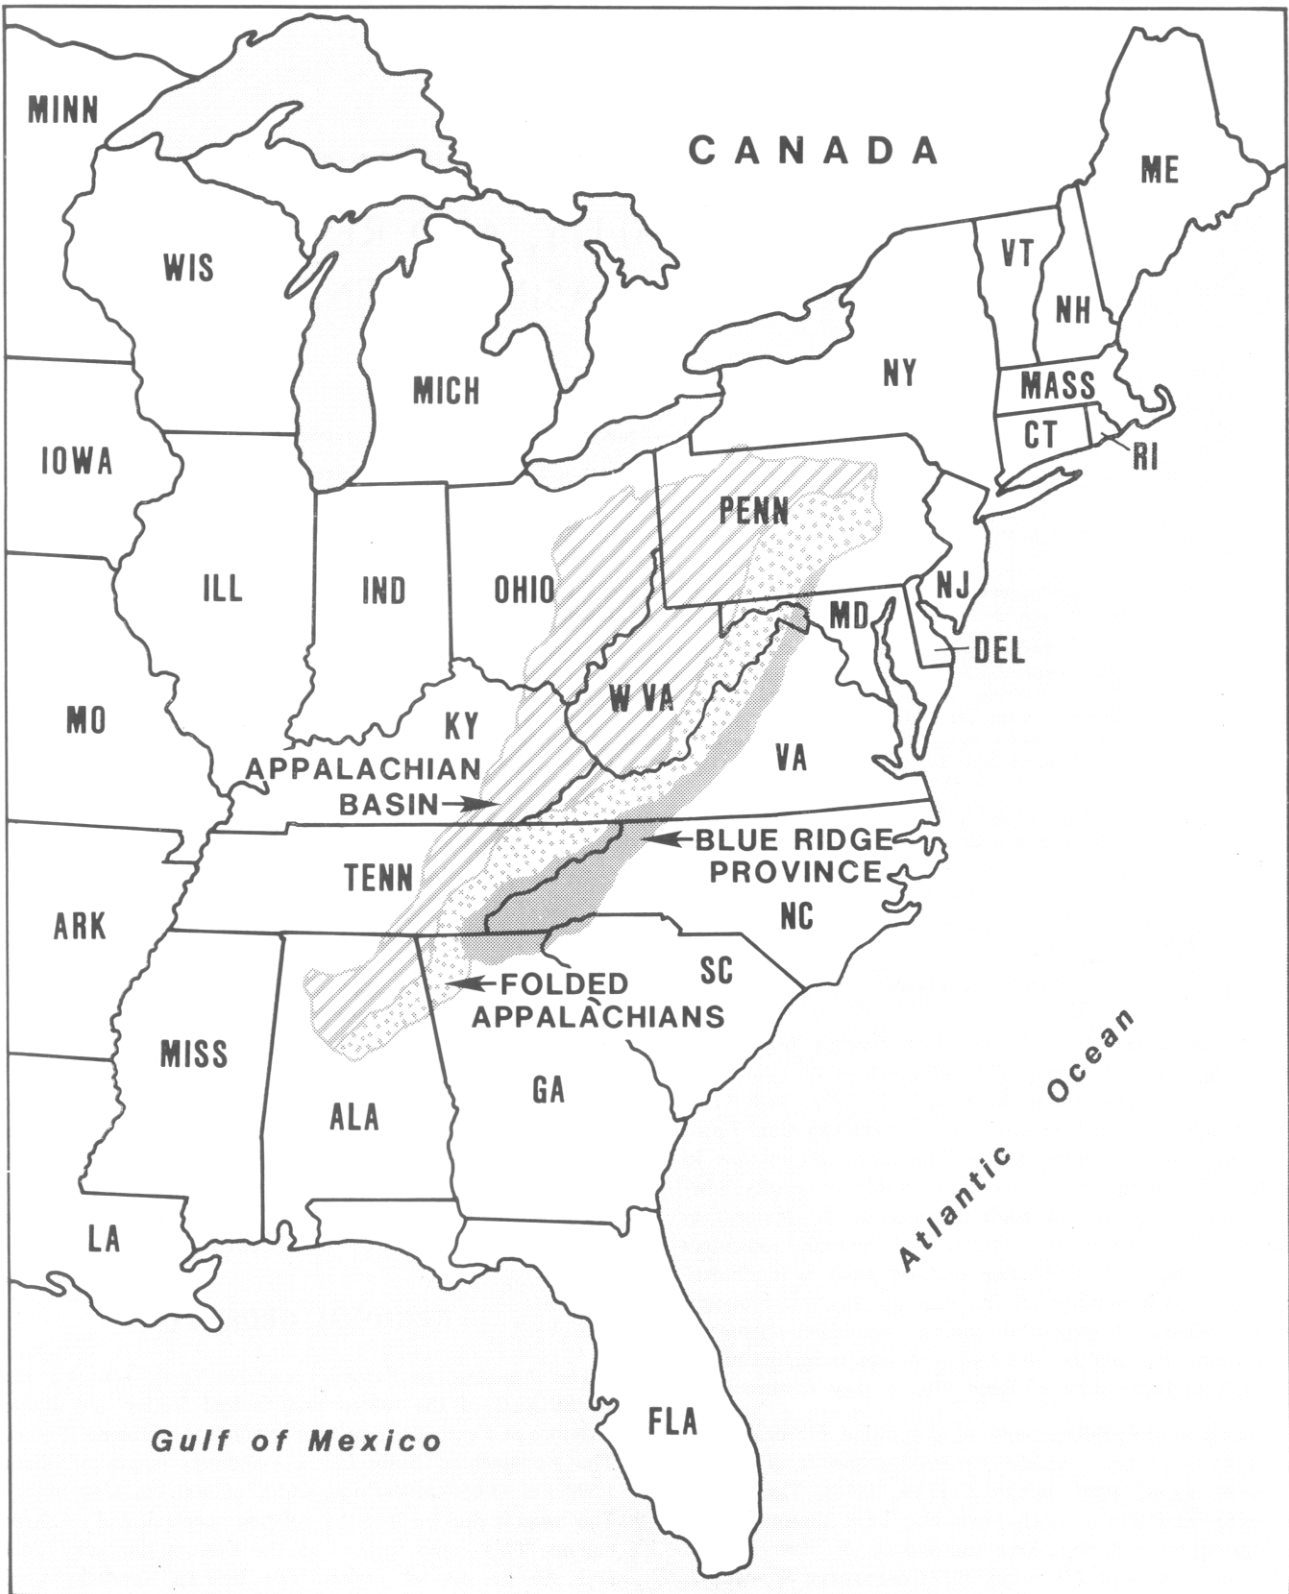 CANADA
MINN
ME
WIS
VT
NH
MICH
NY
MASS
CT
RI
IOWA
PENN
ILL
IND
OHIO
NJ
MD
DEL
W VA
MO
KY
VA
APPALACHIAN
BASIN
BLUE RIDGE
PROVINCE
TENN
NC
ARK
SC
FOLDED
APPALACHIANS
MISS
GA
ALA
Atlantic Ocean
LA
FLA
Gulf of Mexico